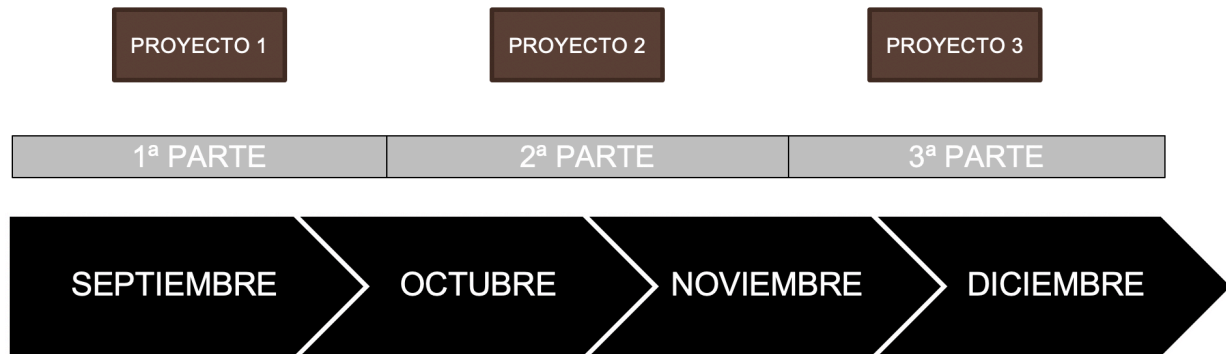 PROYECTO 1
PROYECTO 2
PROYECTO 3
1ª PARTE
2ª PARTE
3ª PARTE
SEPTIEMBRE
OCTUBRE
NOVIEMBRE
DICIEMBRE